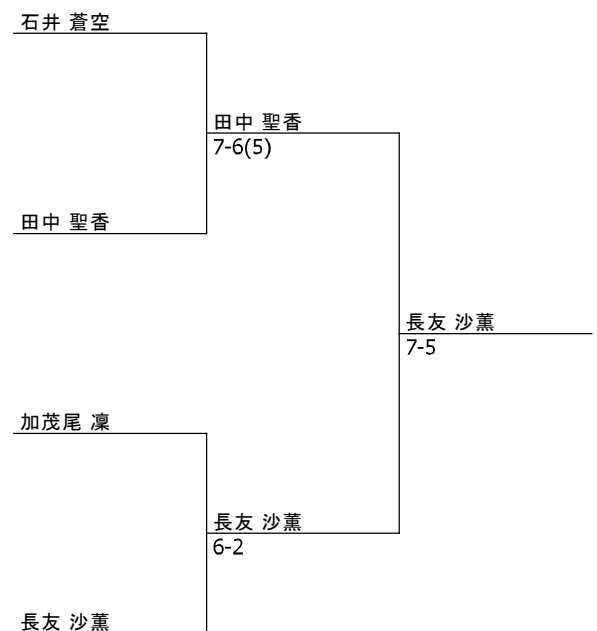 石井 蒼空
田中 聖香
7-6(5)
田中 聖香
長友 沙薫
7-5
加茂尾 凜
長友 沙薫
6-2
長友 沙薫